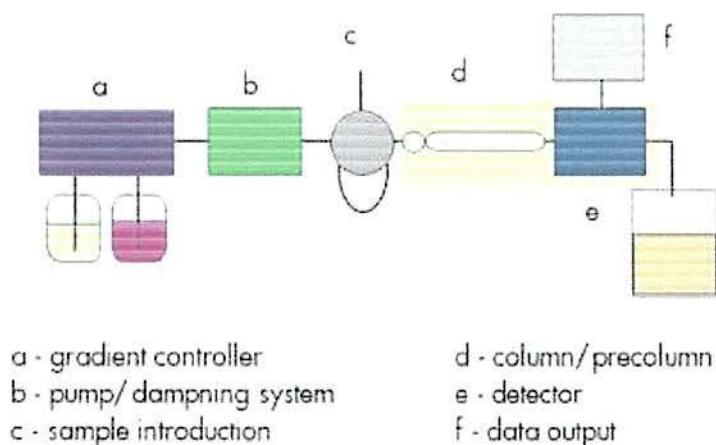 c
f
a
b
d
e
a - gradient controller
b - pump/ dampning system
c - sample introduction
d - column/precolumn
e - detector
f - data output